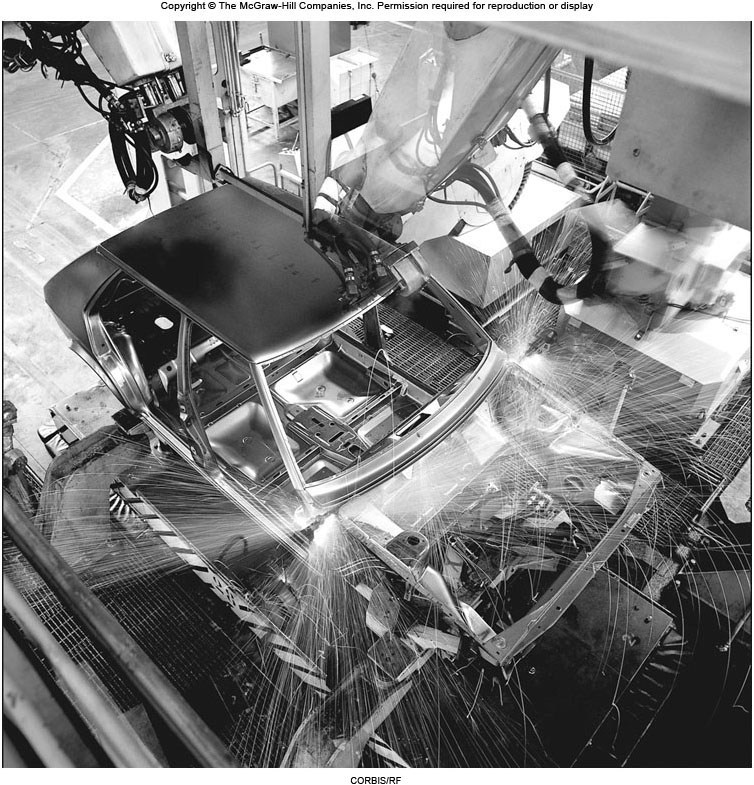 Copyright © The McGraw-Hill Companies, Inc. Permission required for reproduction or display
CORBIS/RF